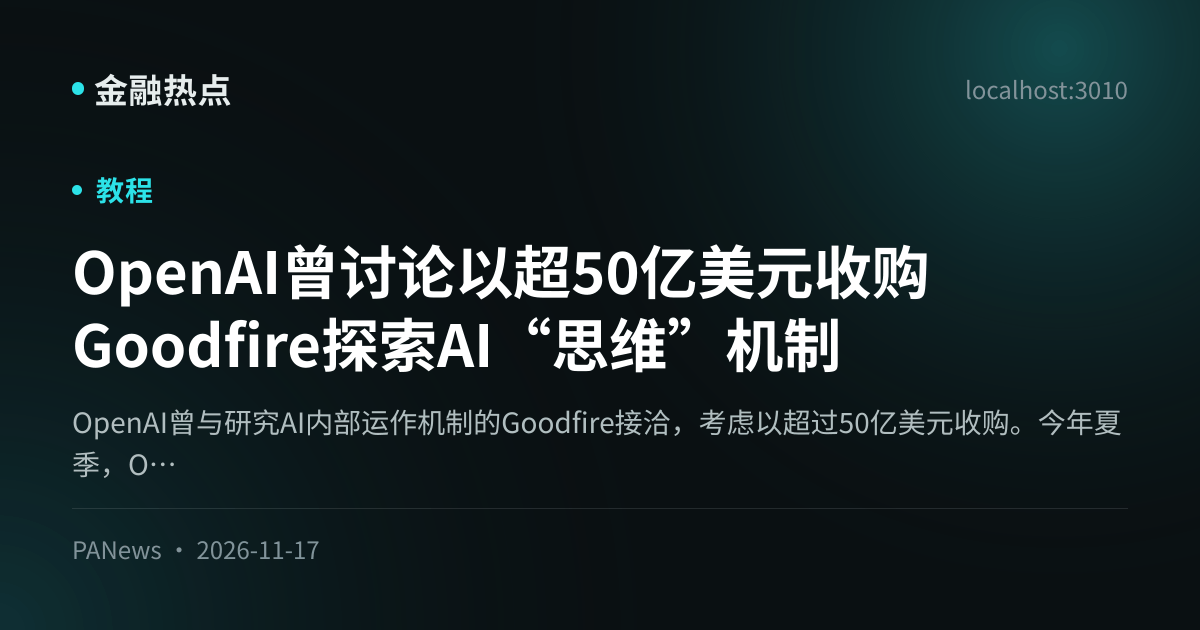 金融热点
localhost:3010
教程
OpenAI曾讨论以超50亿美元收购
Goodfire探索AI“思维”机制
OpenAI曾与研究AI内部运作机制的Goodfire接洽，考虑以超过50亿美元收购。今年夏
季，O…
PANews · 2026-11-17